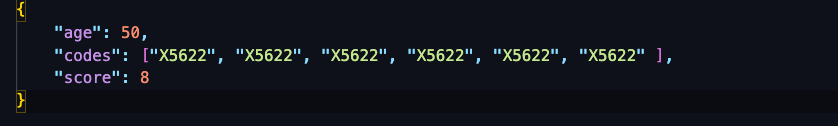 {
    "age": 50,
    "codes": ["X5622", "X5622", "X5622", "X5622", "X5622", "X5622" ],
    "score": 8
}